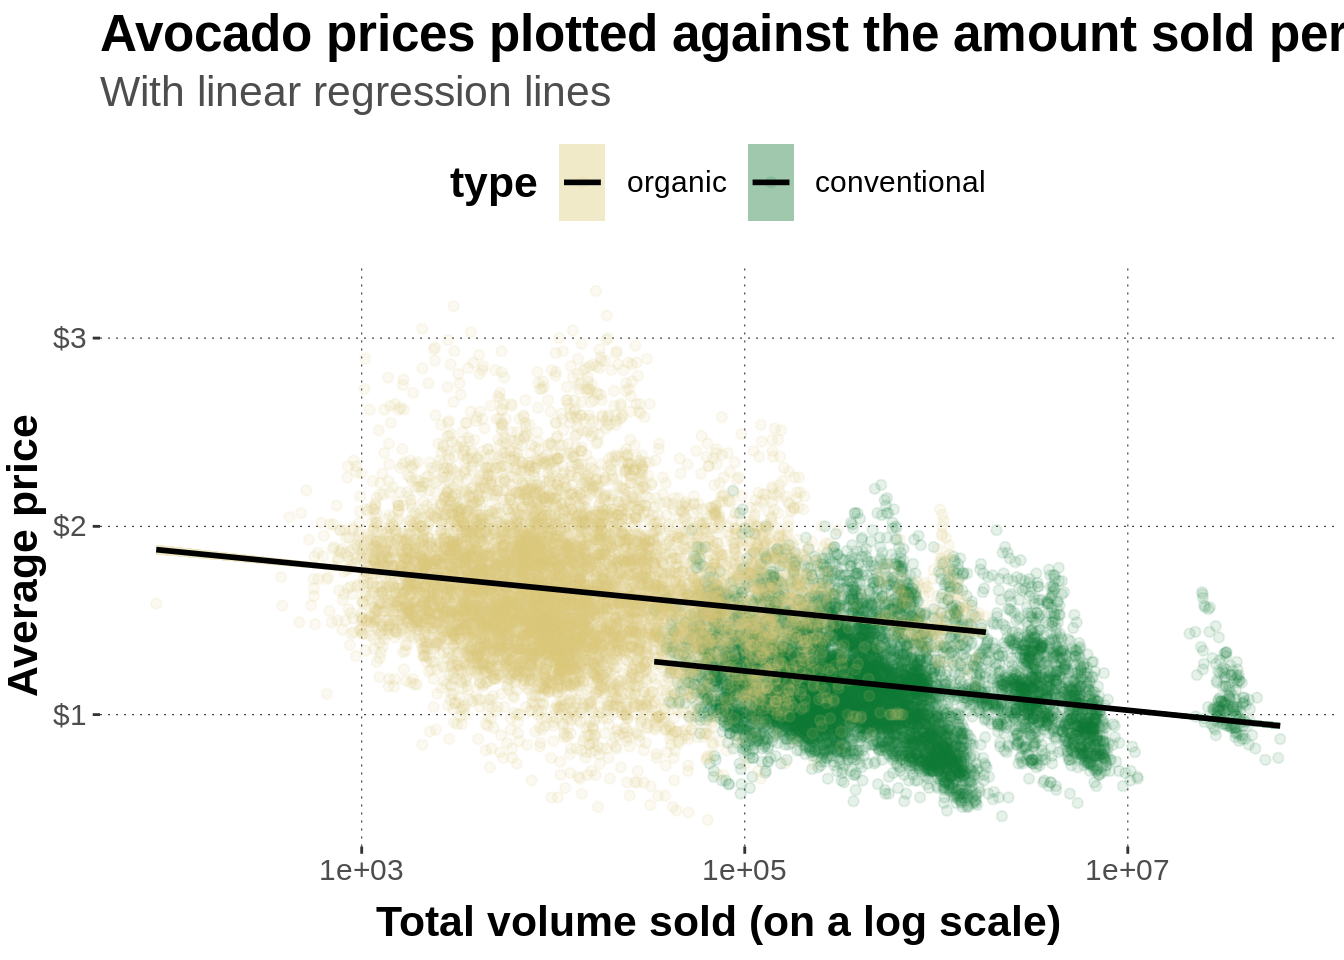 Avocado prices plotted against the amount sold per
With linear regression lines
type organic conventional
$3
$2
$1
Average price
1e+03 1e+05 1e+07
Total volume sold (on a log scale)